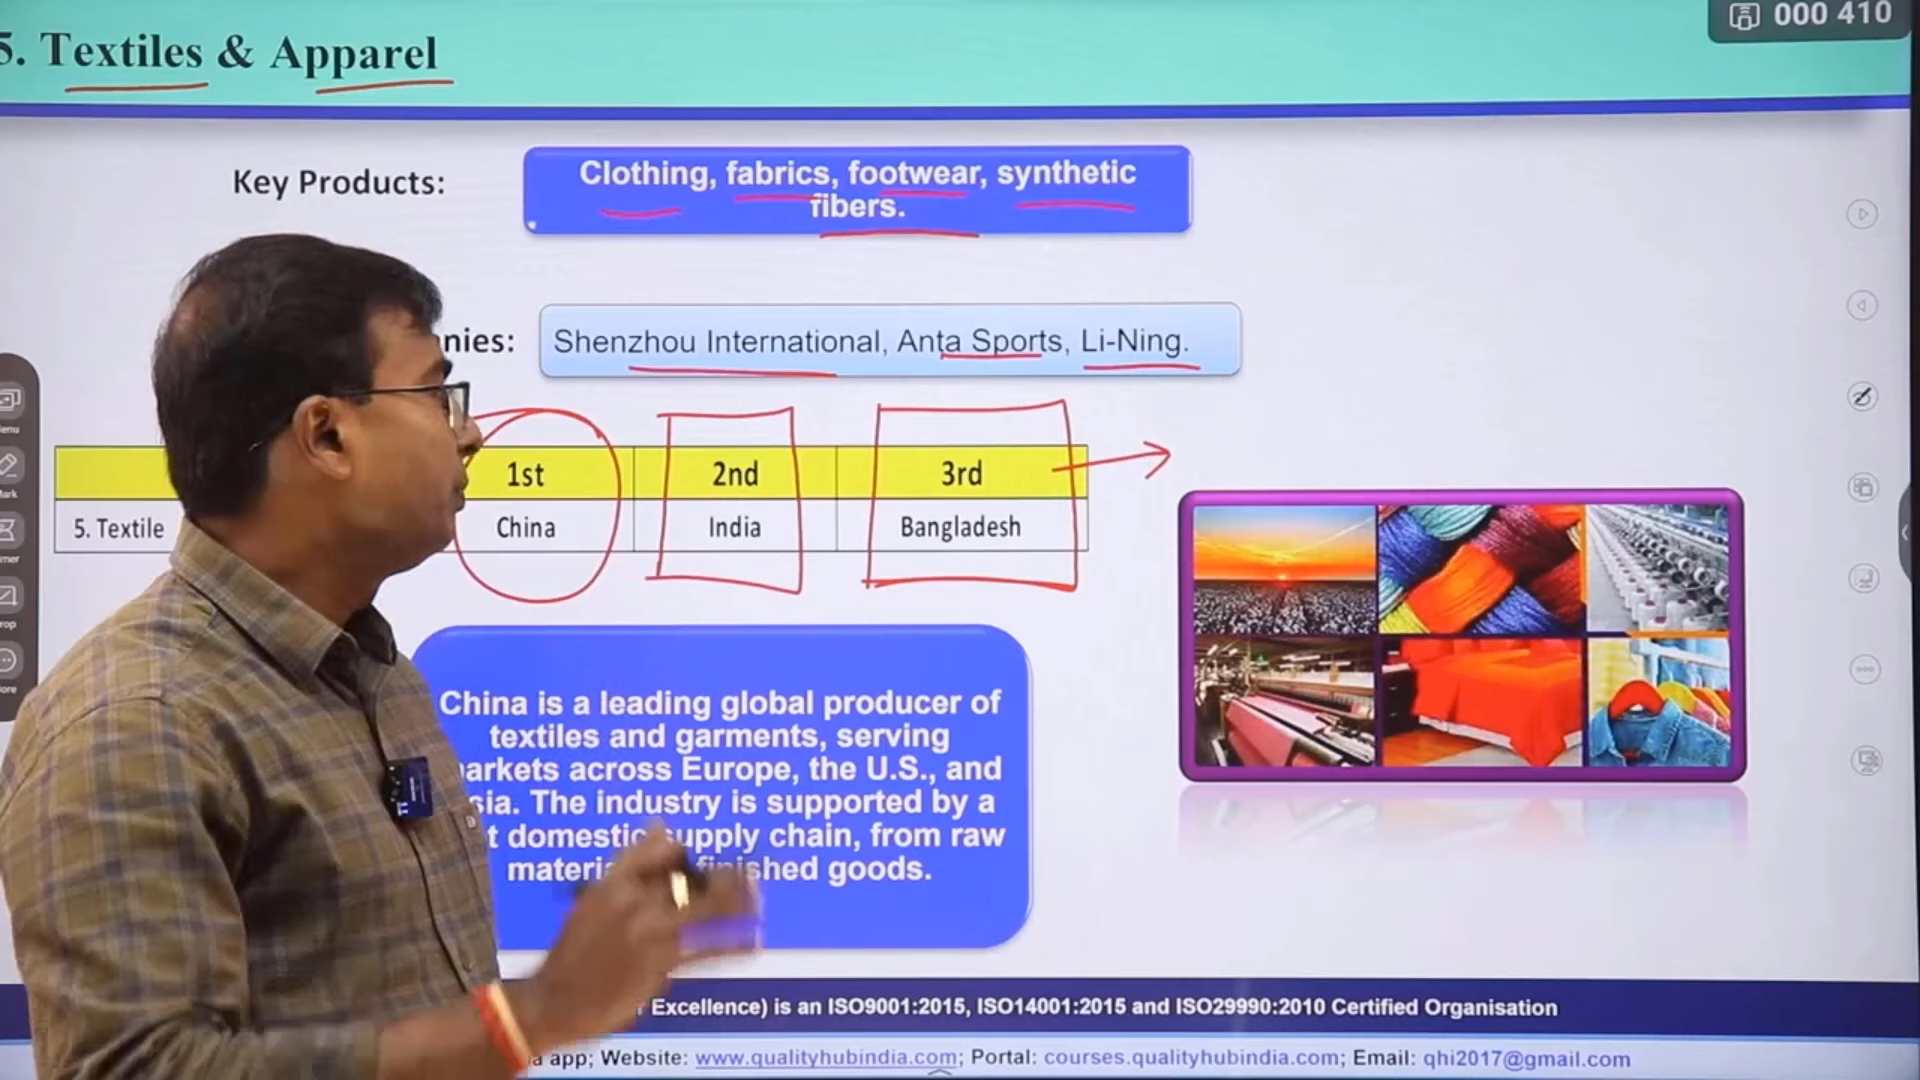 5. Textiles & Apparel
000 410
Key Products:
Clothing, fabrics, footwear, synthetic
fibers.
nies:
Shenzhou International, Anta Sports, Li-Ning.
1st 2nd 3rd
5. Textile China India Bangladesh
China is a leading global producer of
textiles and garments, serving
arkets across Europe, the U.S., and
sia. The industry is supported by a
t domestic supply chain, from raw
materi finished goods.
Excellence) is an ISO9001:2015, ISO14001:2015 and ISO29990:2010 Certified Organisation
a app; Website: www.qualityhubindia.com; Portal: courses.qualityhubindia.com; Email: qhi2017@gmail.com